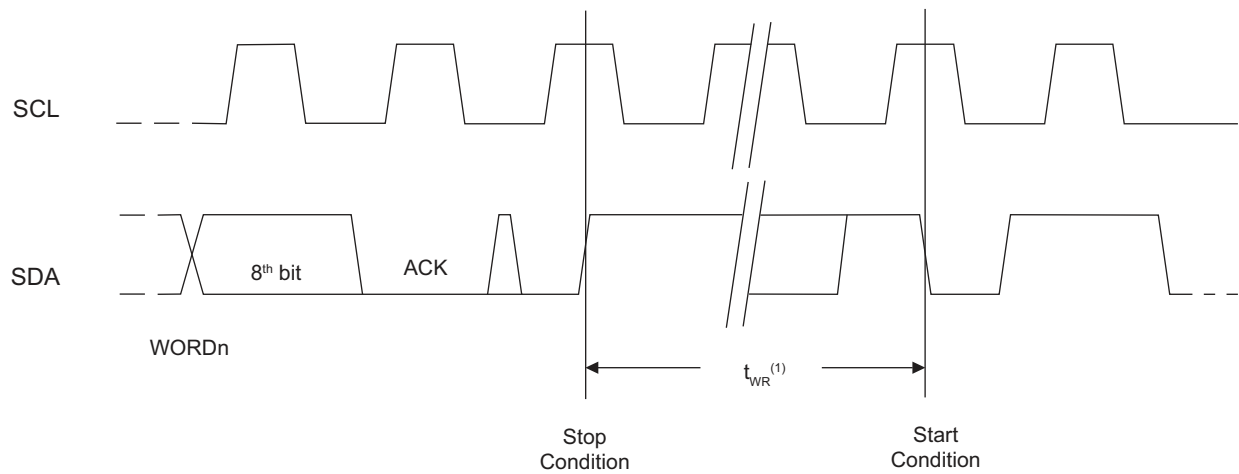 SCL
SDA
8th bit
ACK
WORDn
tWR(1)
Stop
Condition
Start
Condition